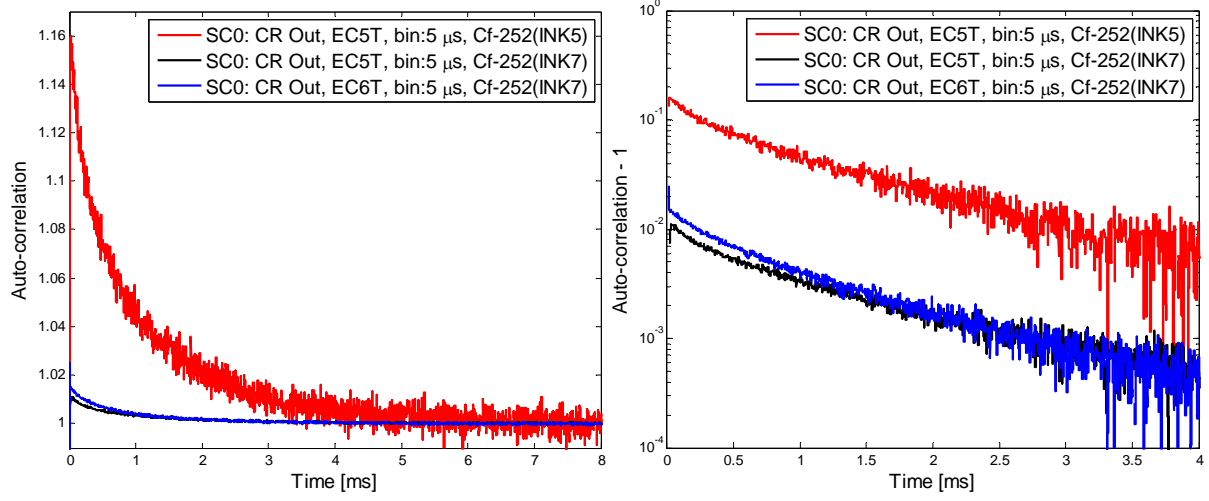 SC0: CR Out, EC5T, bin:5 μs, Cf-252(INK5)
SC0: CR Out, EC5T, bin:5 μs, Cf-252(INK7)
SC0: CR Out, EC6T, bin:5 μs, Cf-252(INK7)
1.16
1.14
1.12
1.1
1.08
1.06
1.04
1.02
1
Auto-correlation
0 1 2 3 4 5 6 7 8
Time [ms]
SC0: CR Out, EC5T, bin:5 μs, Cf-252(INK5)
SC0: CR Out, EC5T, bin:5 μs, Cf-252(INK7)
SC0: CR Out, EC6T, bin:5 μs, Cf-252(INK7)
10^0
10^-1
10^-2
10^-3
10^-4
Auto-correlation - 1
0 0.5 1 1.5 2 2.5 3 3.5 4
Time [ms]